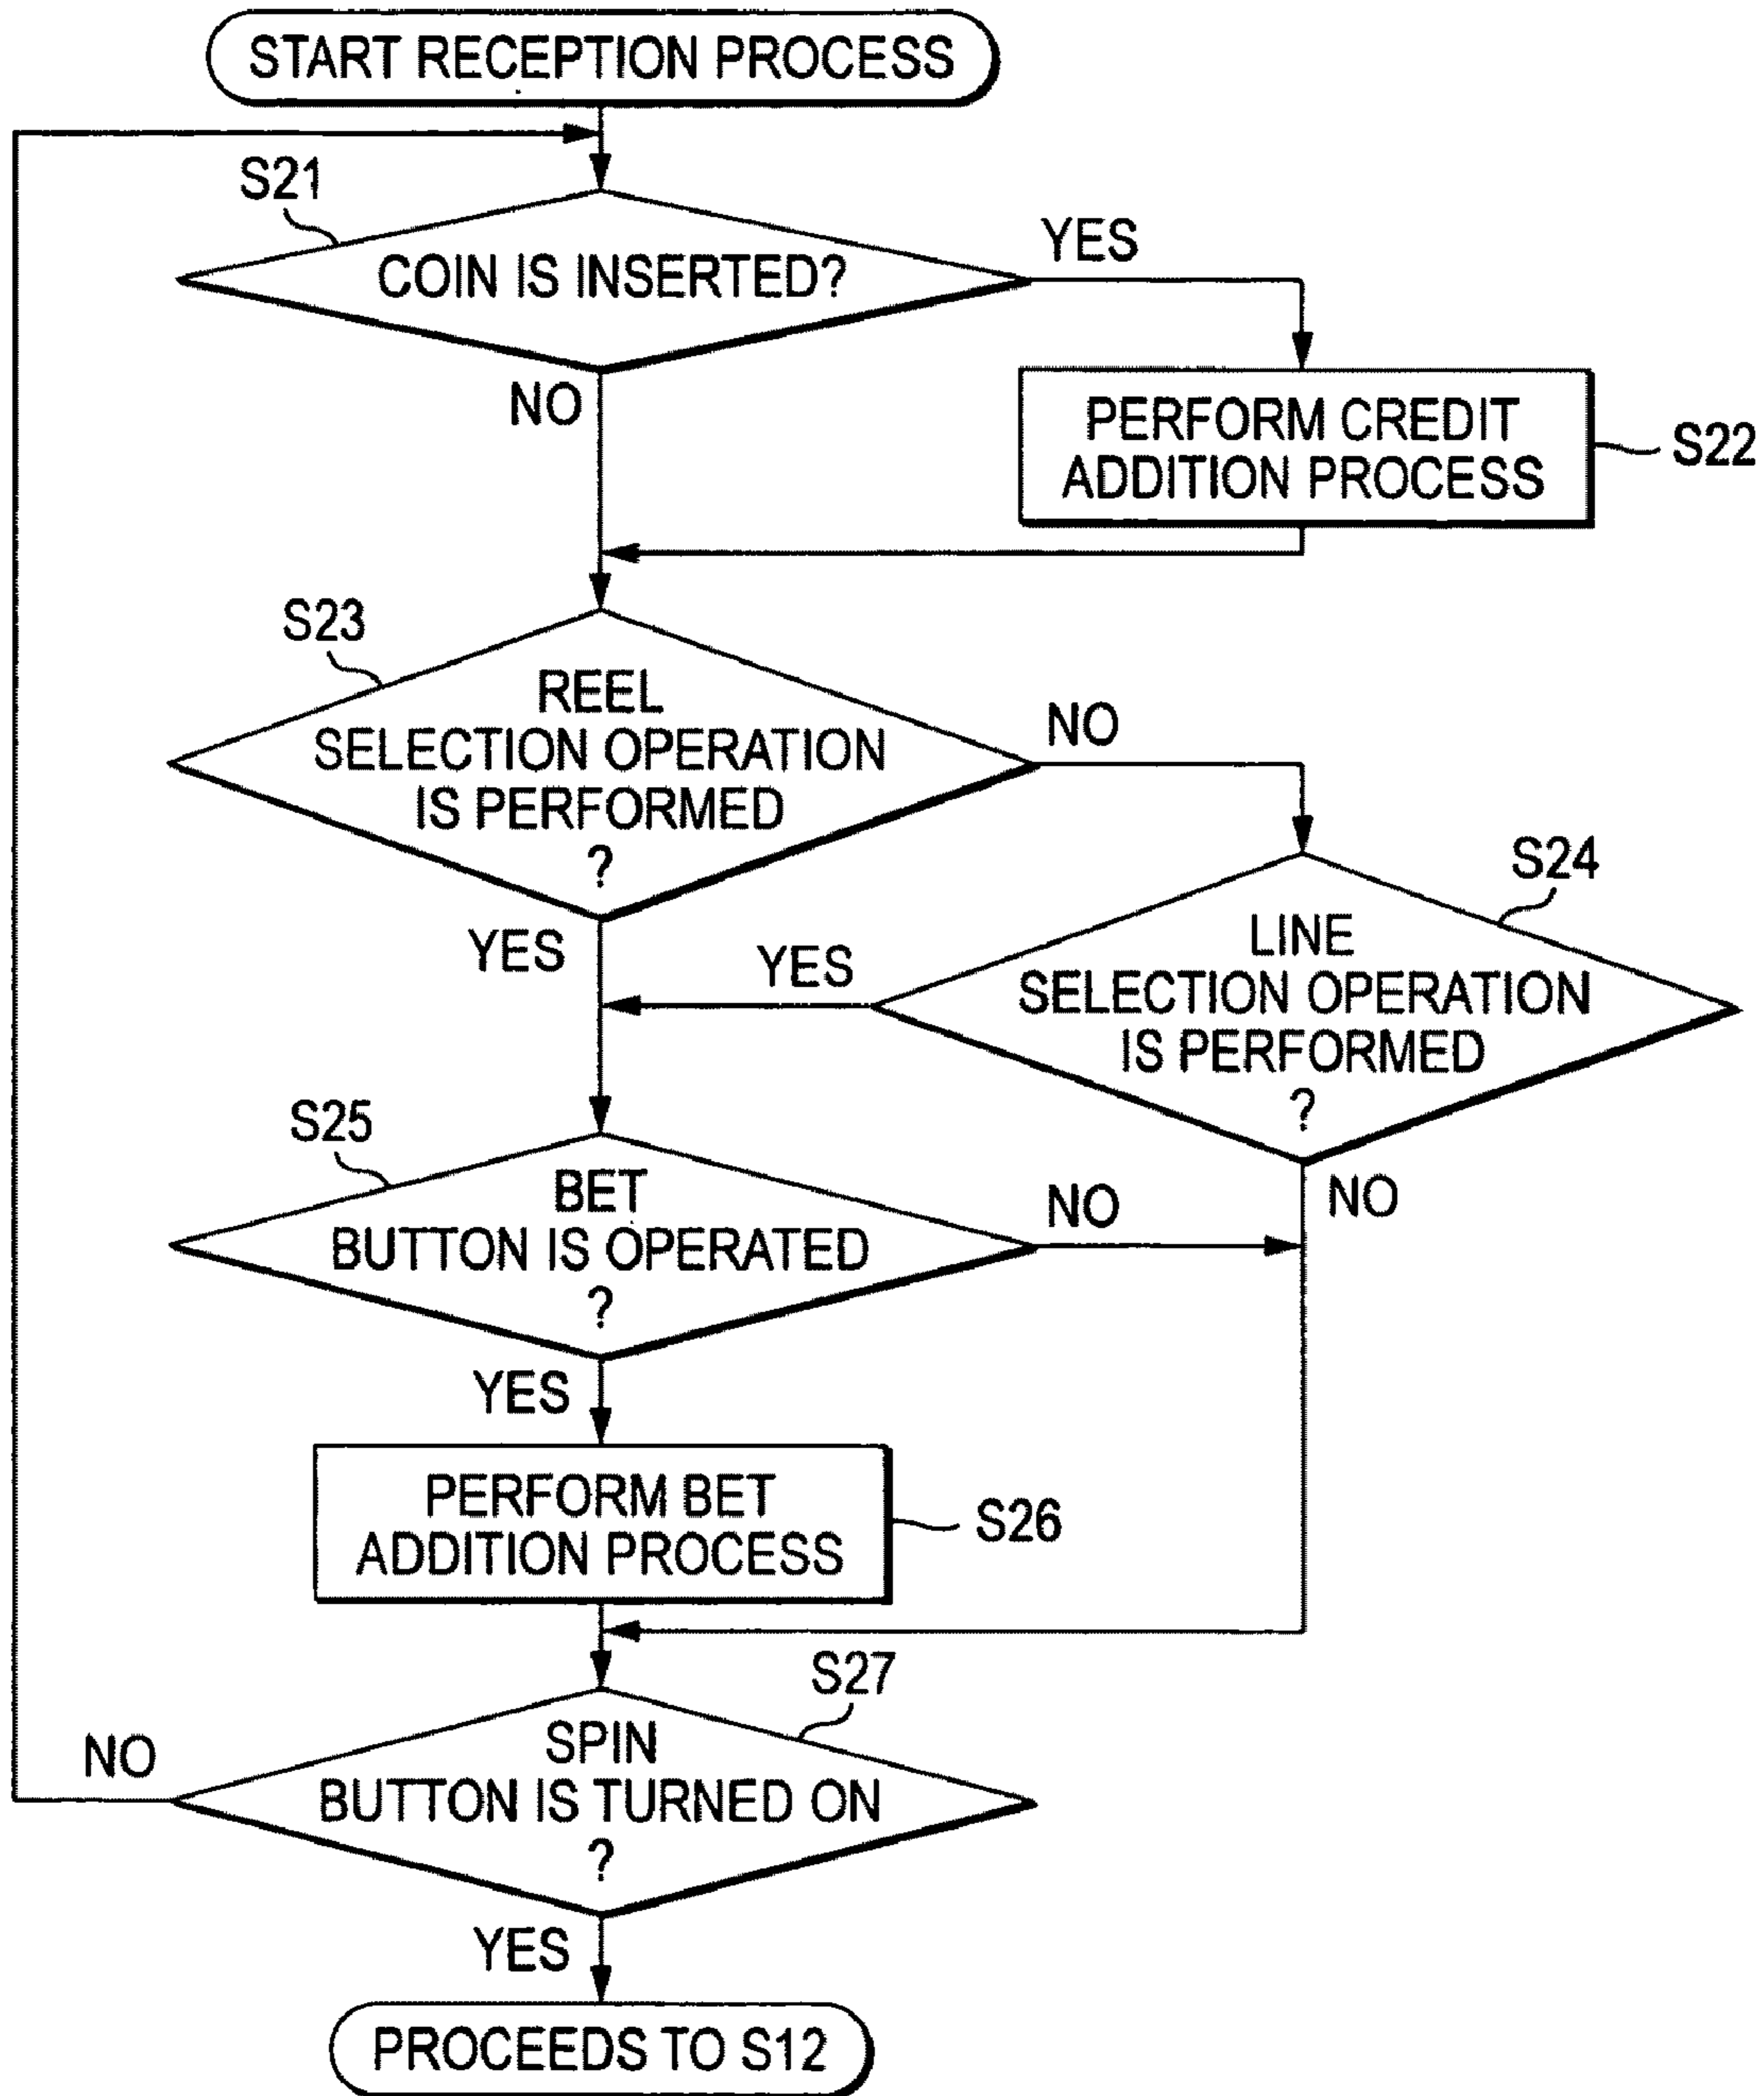 START RECEPTION PROCESS
S21
COIN IS INSERTED?
YES
NO
PERFORM CREDIT
ADDITION PROCESS
S22
S23
REEL
SELECTION OPERATION
IS PERFORMED
?
NO
YES
S24
LINE
SELECTION OPERATION
IS PERFORMED
?
YES
NO
S25
BET
BUTTON IS OPERATED
?
NO
YES
PERFORM BET
ADDITION PROCESS
S26
S27
SPIN
BUTTON IS TURNED ON
?
NO
YES
PROCEEDS TO S12